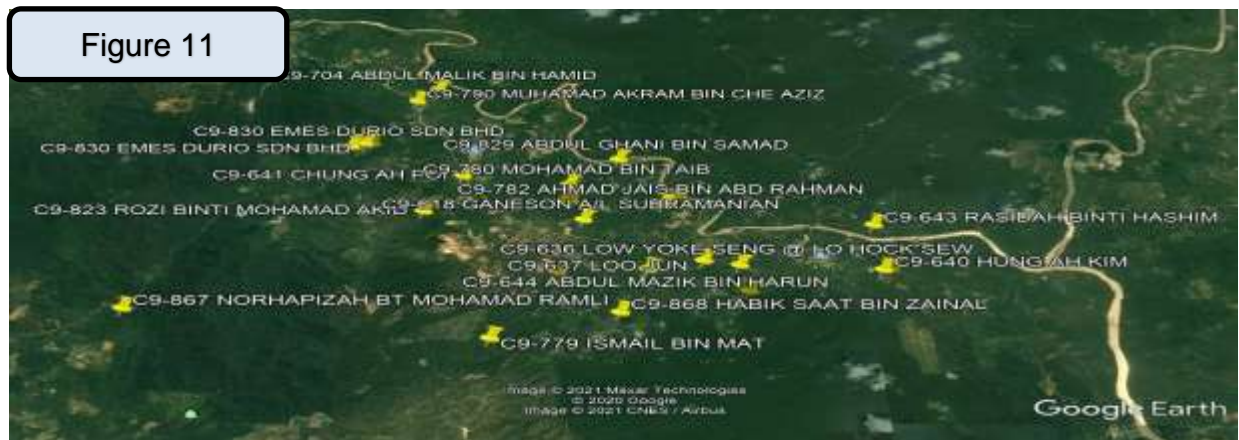 Figure 11
C9-704 ABDUL MALIK BIN HAMID
C9-790 MUHAMAD AKRAM BIN CHE AZIZ
C9-830 EMES DURIO SDN BHD
C9-830 EMES DURIO SDN BHD
C9-829 ABDUL GHANI BIN SAMAD
C9-641 CHUNG AH
C9-780 MOHAMAD BIN TAIB
C9-782 AHMAD JAIS BIN ABD RAHMAN
C9-823 ROZI BINTI MOHAMAD AKID
C9-618 GANESON A/L SUBRAMANIAN
C9-643 RASIDAH BINTI HASHIM
C9-636 LOW YOKE SENG @ LO HOCK SEW
C9-637 LOO JUN
C9-640 HUNG AH KIM
C9-644 ABDUL MAZIK BIN HARUN
C9-867 NORHAPIZAH BT MOHAMAD RAMLI
C9-868 HABIK SAAT BIN ZAINAL
C9-779 ISMAIL BIN MAT
Image © 2021 Maxar Technologies
© 2020 Google
Image © 2021 CNES / Airbus
Google Earth